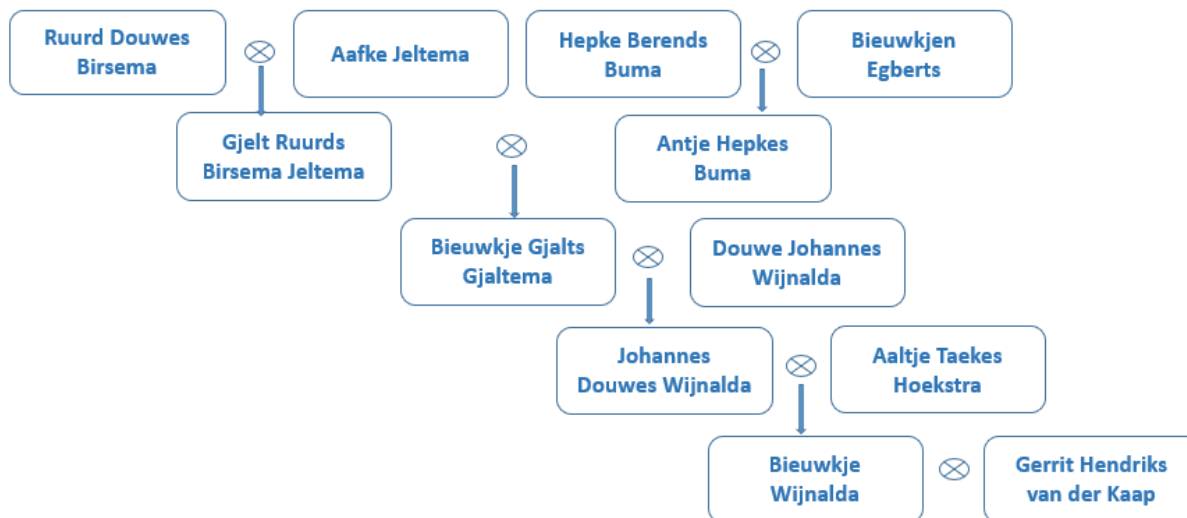 Ruurd Douwes
Birsema
Aafke Jeltema
Hepke Berends
Buma
Bieuwkjen
Egberts
Gjelt Ruurds
Birsema Jeltema
Antje Hepkes
Buma
Bieuwkje Gjalts
Gjaltema
Douwe Johannes
Wijnalda
Johannes
Douwes Wijnalda
Aaltje Taekes
Hoekstra
Bieuwkje
Wijnalda
Gerrit Hendriks
van der Kaap